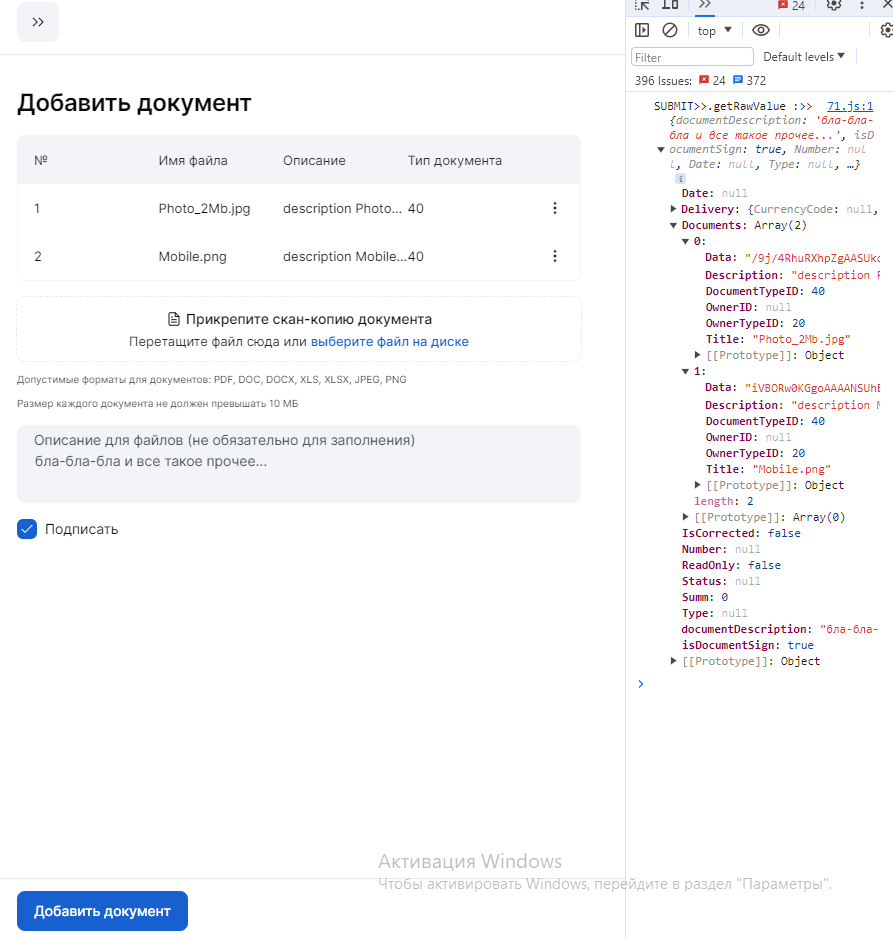 Добавить документ
№ Имя файла Описание Тип документа
1 Photo_2Mb.jpg description Photo... 40
2 Mobile.png description Mobile...40
Прикрепите скан-копию документа
Перетащите файл сюда или выберите файл на диске
Допустимые форматы для документов: PDF, DOC, DOCX, XLS, XLSX, JPEG, PNG
Размер каждого документа не должен превышать 10 МБ
Описание для файлов (не обязательно для заполнения)
бла-бла-бла и все такое прочее...
Подписать
Добавить документ
24
top
Filter Default levels
396 Issues: 24 372
SUBMIT>>.getRawValue :>> 71.js:1
{documentDescription: 'бла-бла-
бла и все такое прочее...', isD
ocumentSign: true, Number: nul
l, Date: null, Type: null, …}
Date: null
Delivery: {CurrencyCode: null,
Documents: Array(2)
0:
Data: "/9j/4RhuRXhpZgAASUkq
Description: "description P
DocumentTypeID: 40
OwnerID: null
OwnerTypeID: 20
Title: "Photo_2Mb.jpg"
[[Prototype]]: Object
1:
Data: "iVBORw0KGgoAAAANSUhE
Description: "description M
DocumentTypeID: 40
OwnerID: null
OwnerTypeID: 20
Title: "Mobile.png"
[[Prototype]]: Object
length: 2
[[Prototype]]: Array(0)
IsCorrected: false
Number: null
ReadOnly: false
Status: null
Summ: 0
Type: null
documentDescription: "бла-бла-
isDocumentSign: true
[[Prototype]]: Object
Активация Windows
Чтобы активировать Windows, перейдите в раздел "Параметры".